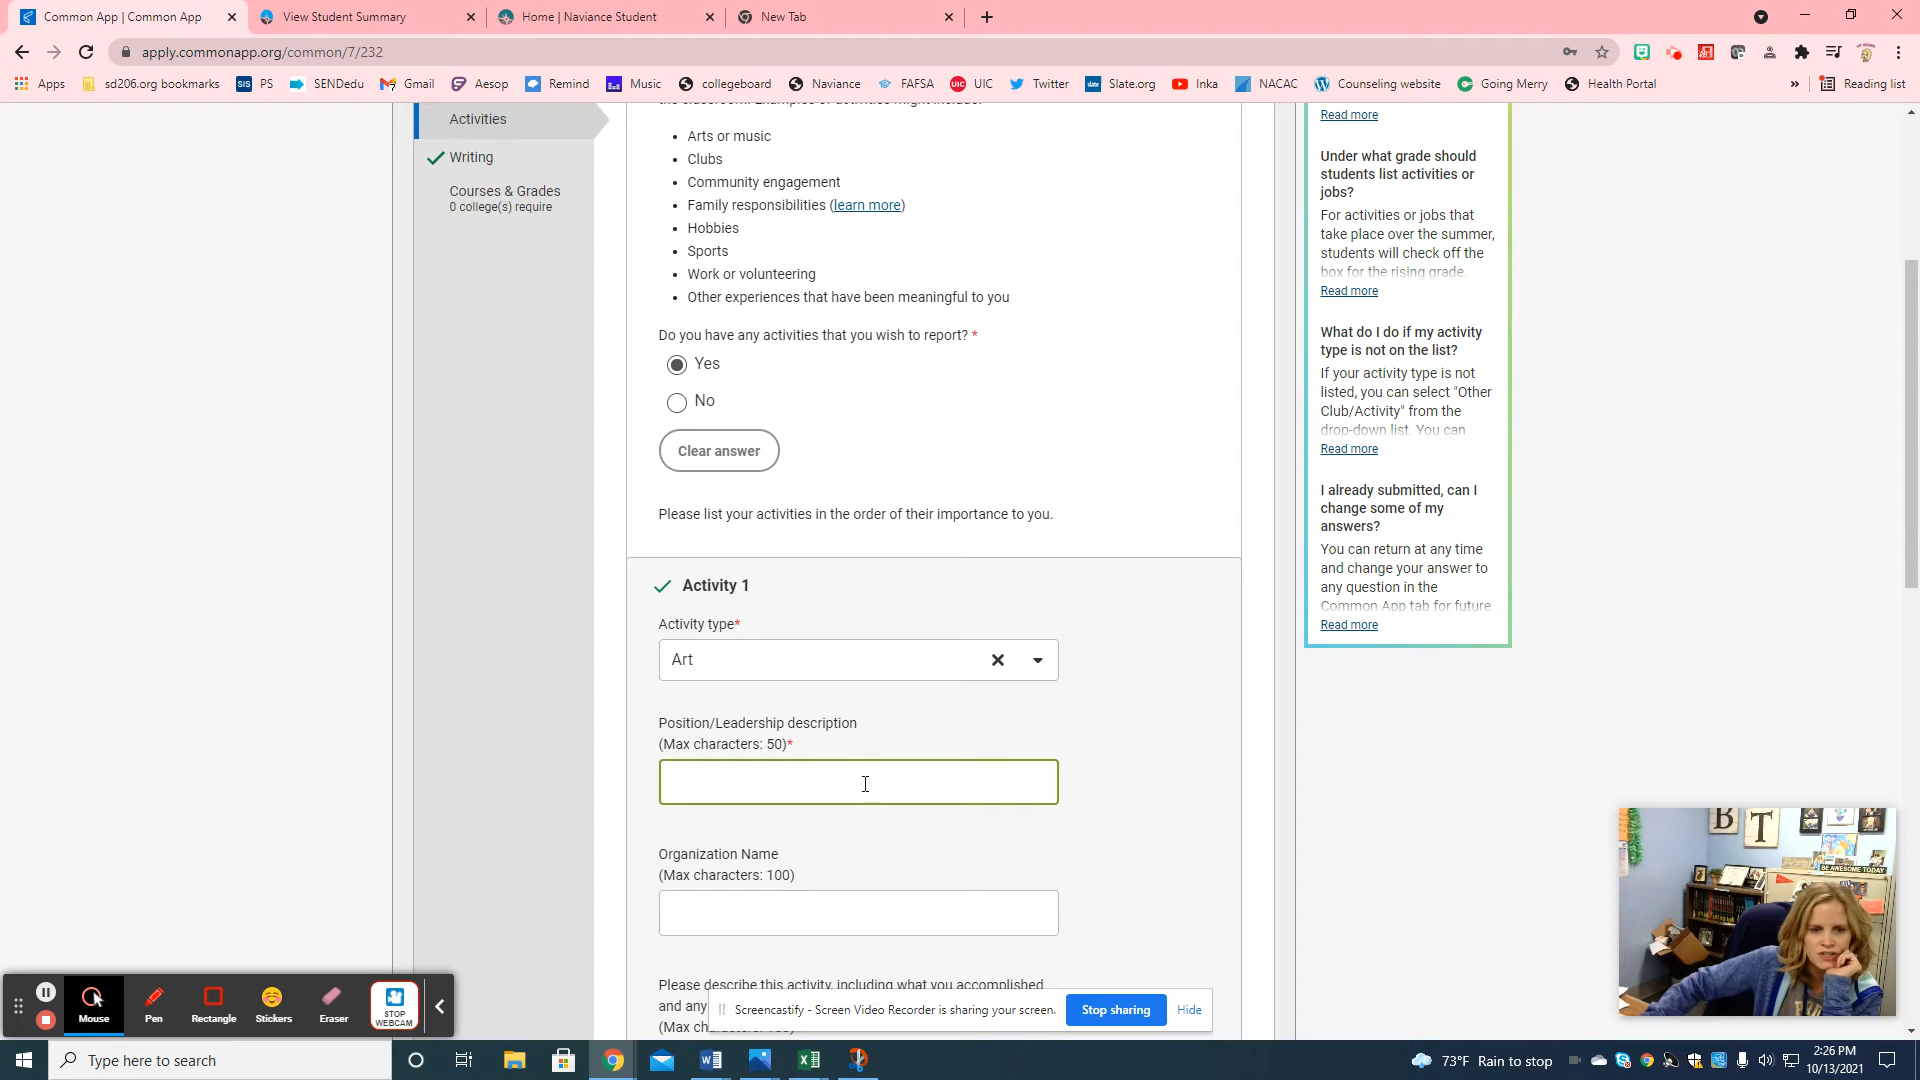 Common App | Common App
View Student Summary
Home | Naviance Student
New Tab
apply.commonapp.org/common/7/232
Apps
sd206.org bookmarks
SIS PS
SENDedu
Gmail
Aesop
Remind
Music
collegeboard
Naviance
FAFSA
UIC UIC
Twitter
slate Slate.org
Inka
NACAC
Counseling website
Going Merry
Health Portal
»
Reading list
Activities
Writing
Courses & Grades
0 college(s) require
the classroom. Examples of activities might include:
• Arts or music
• Clubs
• Community engagement
• Family responsibilities (learn more)
• Hobbies
• Sports
• Work or volunteering
• Other experiences that have been meaningful to you
Do you have any activities that you wish to report? *
Yes
No
Clear answer
Please list your activities in the order of their importance to you.
Activity 1
Activity type*
Art
Position/Leadership description
(Max characters: 50)*
Organization Name
(Max characters: 100)
Please describe this activity, including what you accomplished
and any
(Max ch
Read more
Under what grade should
students list activities or
jobs?
For activities or jobs that
take place over the summer,
students will check off the
box for the rising grade.
Read more
What do I do if my activity
type is not on the list?
If your activity type is not
listed, you can select "Other
Club/Activity" from the
drop-down list. You can
Read more
I already submitted, can I
change some of my
answers?
You can return at any time
and change your answer to
any question in the
Common App tab for future
Read more
B T
BE AWESOME TODAY
Mouse
Pen
Rectangle
Stickers
Eraser
STOP
WEBCAM
Screencastify - Screen Video Recorder is sharing your screen.
Stop sharing
Hide
Type here to search
73°F Rain to stop
2:26 PM
10/13/2021